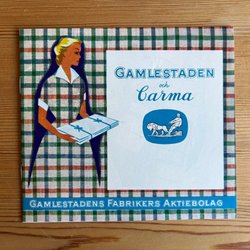 GAMLESTADEN
och
Carma
GAMLESTADENS FABRIKERS AKTIEBOLAG